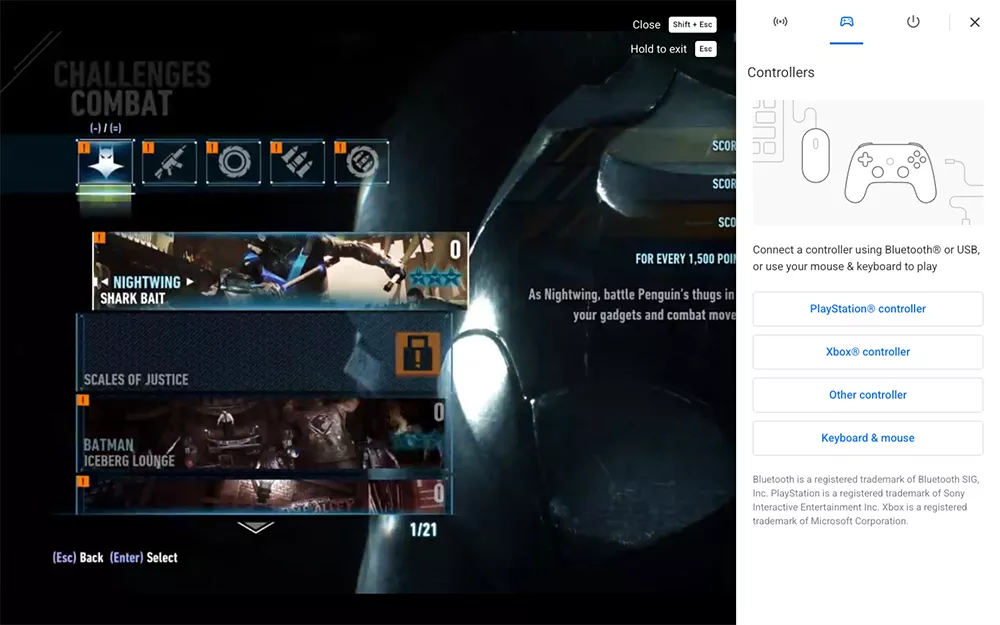 Close Shift + Esc
Hold to exit Esc
CHALLENGES
COMBAT
(-) / (=)
SCOR
SCOR
SCO
0
NIGHTWING
SHARK BAIT
FOR EVERY 1,500 POI
As Nightwing, battle Penguin's thugs in
your gadgets and combat move
SCALES OF JUSTICE
0
BATMAN
ICEBERG LOUNGE
0
1/21
(Esc) Back (Enter) Select
Controllers
Connect a controller using Bluetooth® or USB,
or use your mouse & keyboard to play
PlayStation® controller
Xbox® controller
Other controller
Keyboard & mouse
Bluetooth is a registered trademark of Bluetooth SIG,
Inc. PlayStation is a registered trademark of Sony
Interactive Entertainment Inc. Xbox is a registered
trademark of Microsoft Corporation.